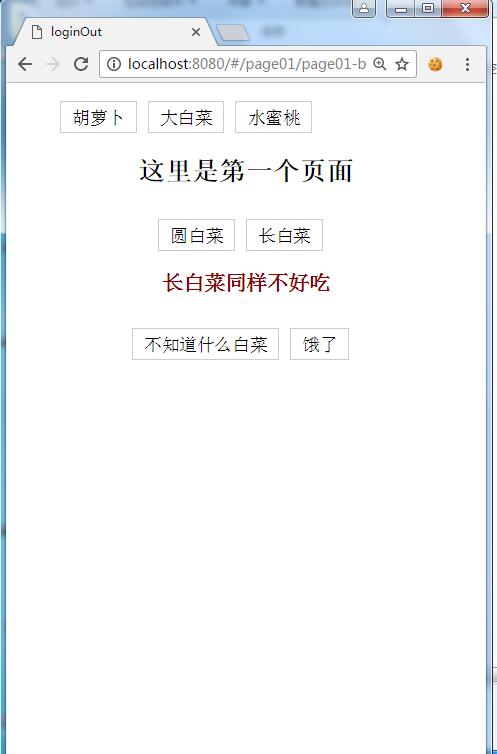 loginOut
localhost:8080/#/page01/page01-b
胡萝卜 大白菜 水蜜桃
这里是第一个页面
圆白菜 长白菜
长白菜同样不好吃
不知道什么白菜 饿了